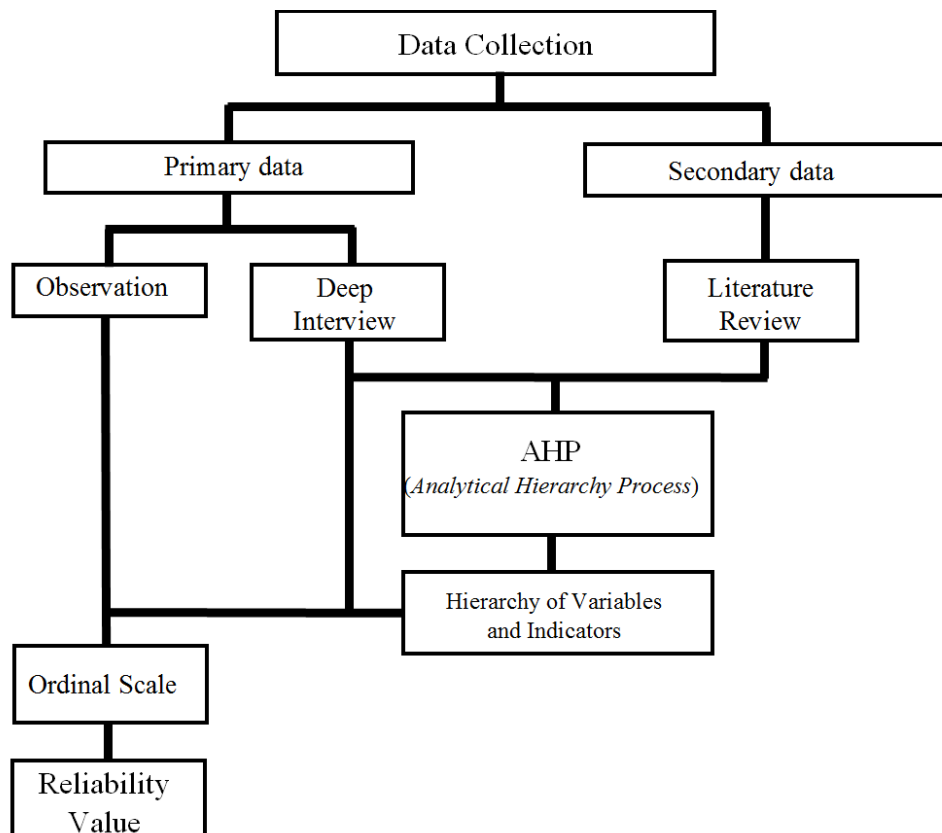 Data Collection
Primary data
Secondary data
Observation
Deep
Interview
Literature
Review
AHP
(Analytical Hierarchy Process)
Hierarchy of Variables
and Indicators
Ordinal Scale
Reliability
Value